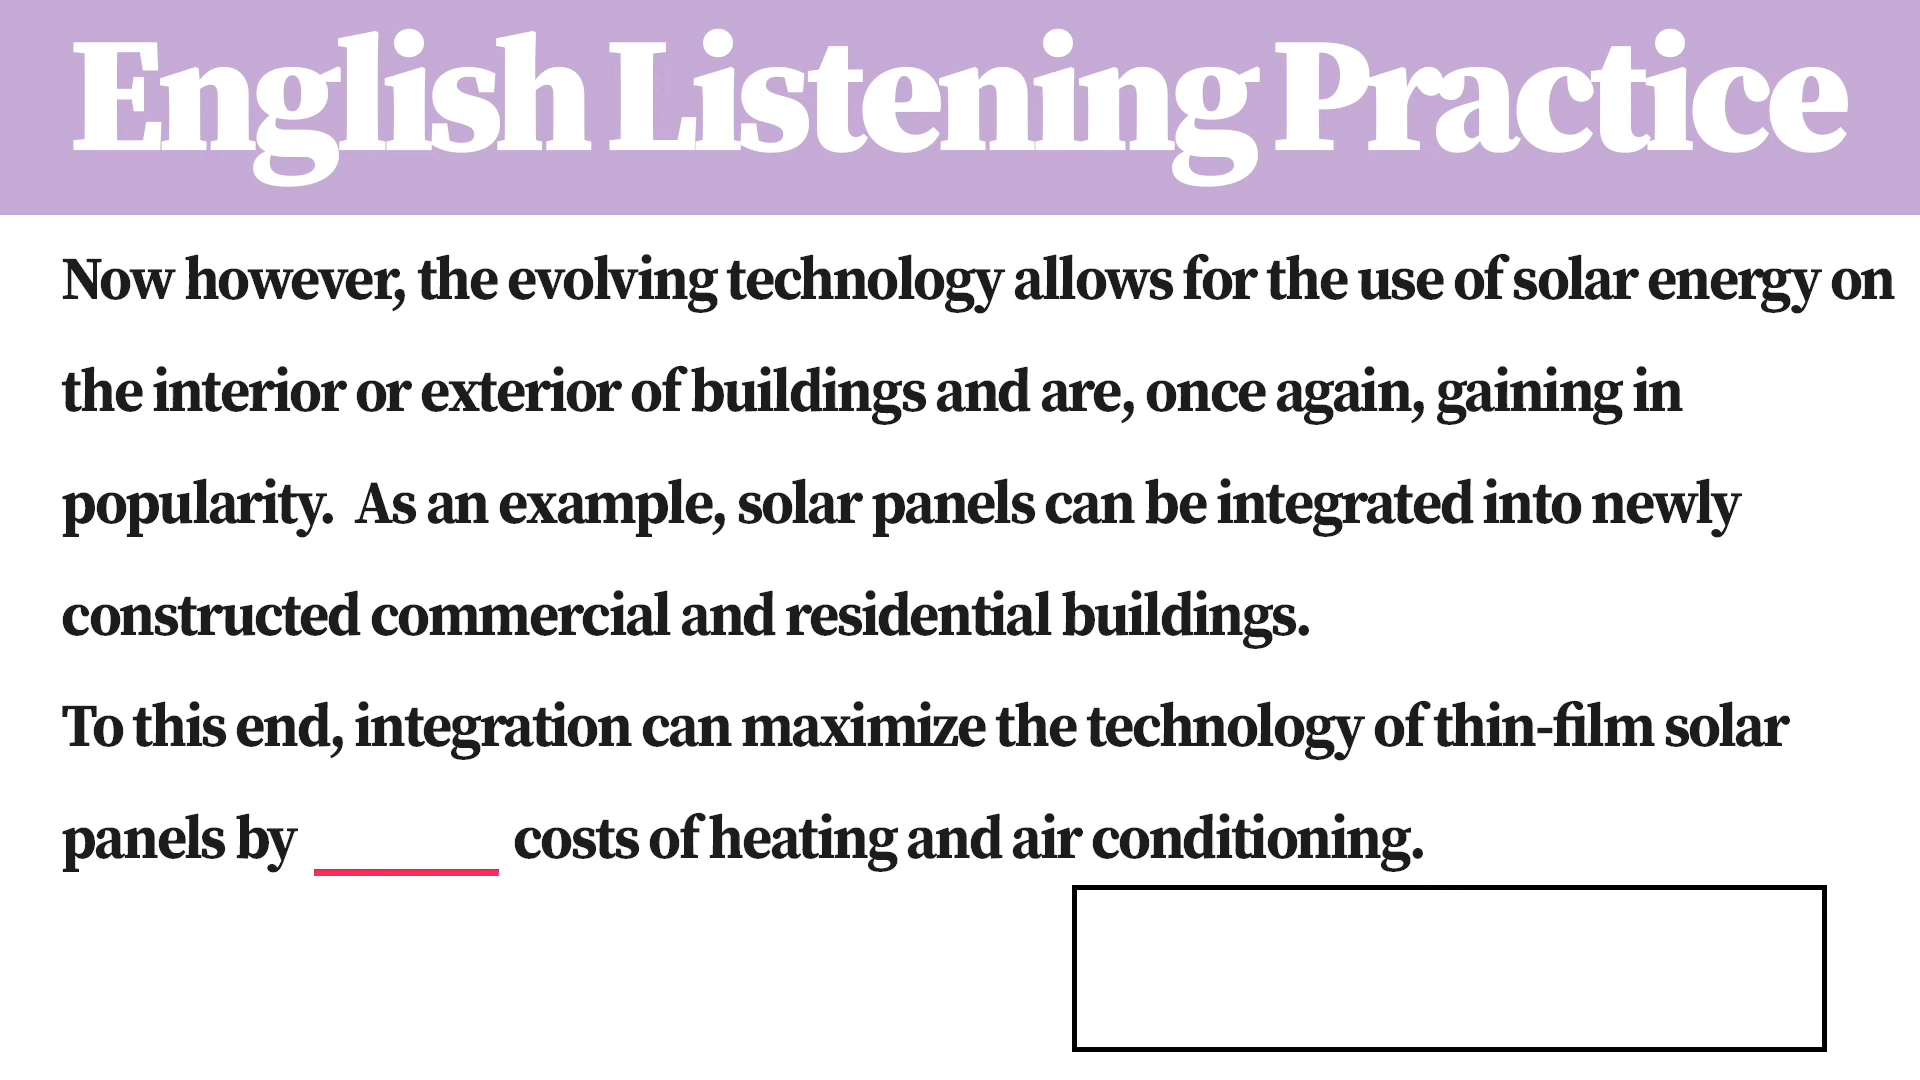 English Listening Practice
Now however, the evolving technology allows for the use of solar energy on
the interior or exterior of buildings and are, once again, gaining in
popularity.  As an example, solar panels can be integrated into newly
constructed commercial and residential buildings.
To this end, integration can maximize the technology of thin-film solar
panels by ______ costs of heating and air conditioning.